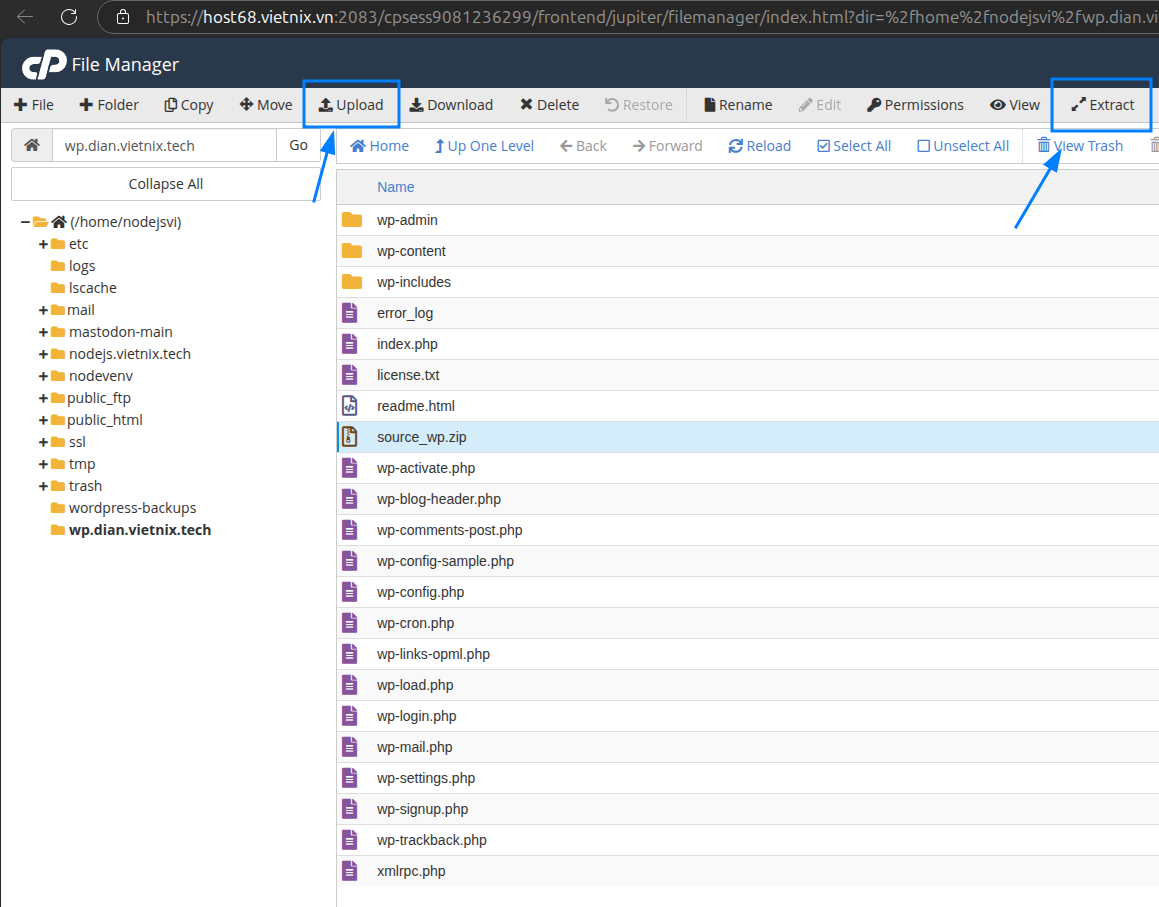 https://host68.vietnix.vn:2083/cpsess9081236299/frontend/jupiter/filemanager/index.html?dir=%2fhome%2fnodejsvi%2fwp.dian.vi
cP File Manager
File Folder Copy Move Upload Download Delete Restore Rename Edit Permissions View Extract
wp.dian.vietnix.tech Go Home Up One Level Back Forward Reload Select All Unselect All View Trash
Collapse All
(/home/nodejsvi)
etc
logs
lscache
mail
mastodon-main
nodejs.vietnix.tech
nodevenv
public_ftp
public_html
ssl
tmp
trash
wordpress-backups
wp.dian.vietnix.tech
Name
wp-admin
wp-content
wp-includes
error_log
index.php
license.txt
readme.html
source_wp.zip
wp-activate.php
wp-blog-header.php
wp-comments-post.php
wp-config-sample.php
wp-config.php
wp-cron.php
wp-links-opml.php
wp-load.php
wp-login.php
wp-mail.php
wp-settings.php
wp-signup.php
wp-trackback.php
xmlrpc.php